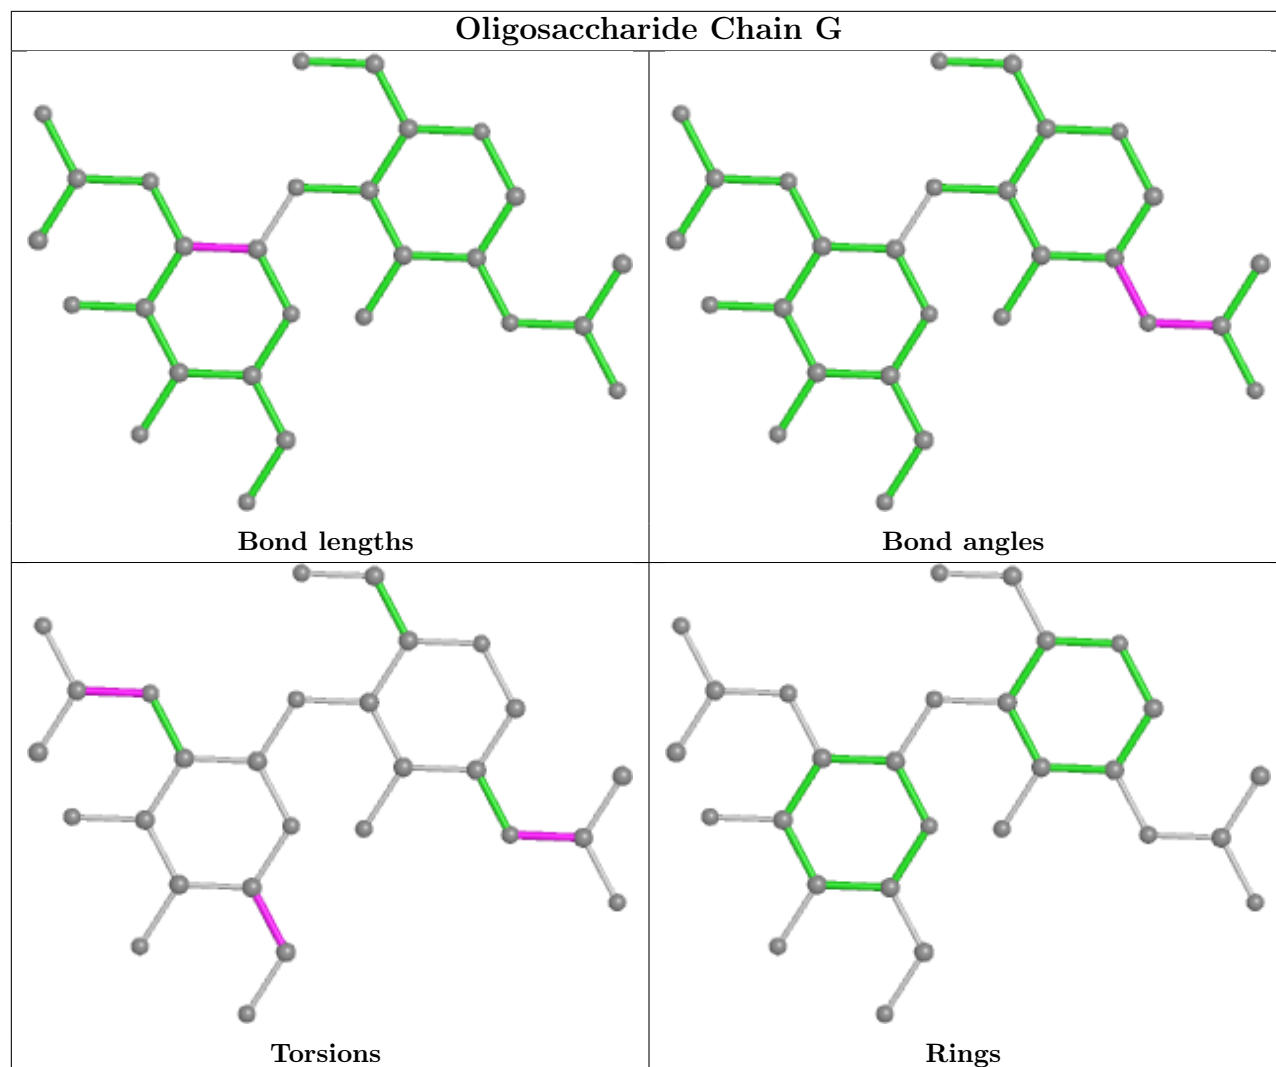 Oligosaccharide Chain G
Bond lengths
Bond angles
Torsions
Rings